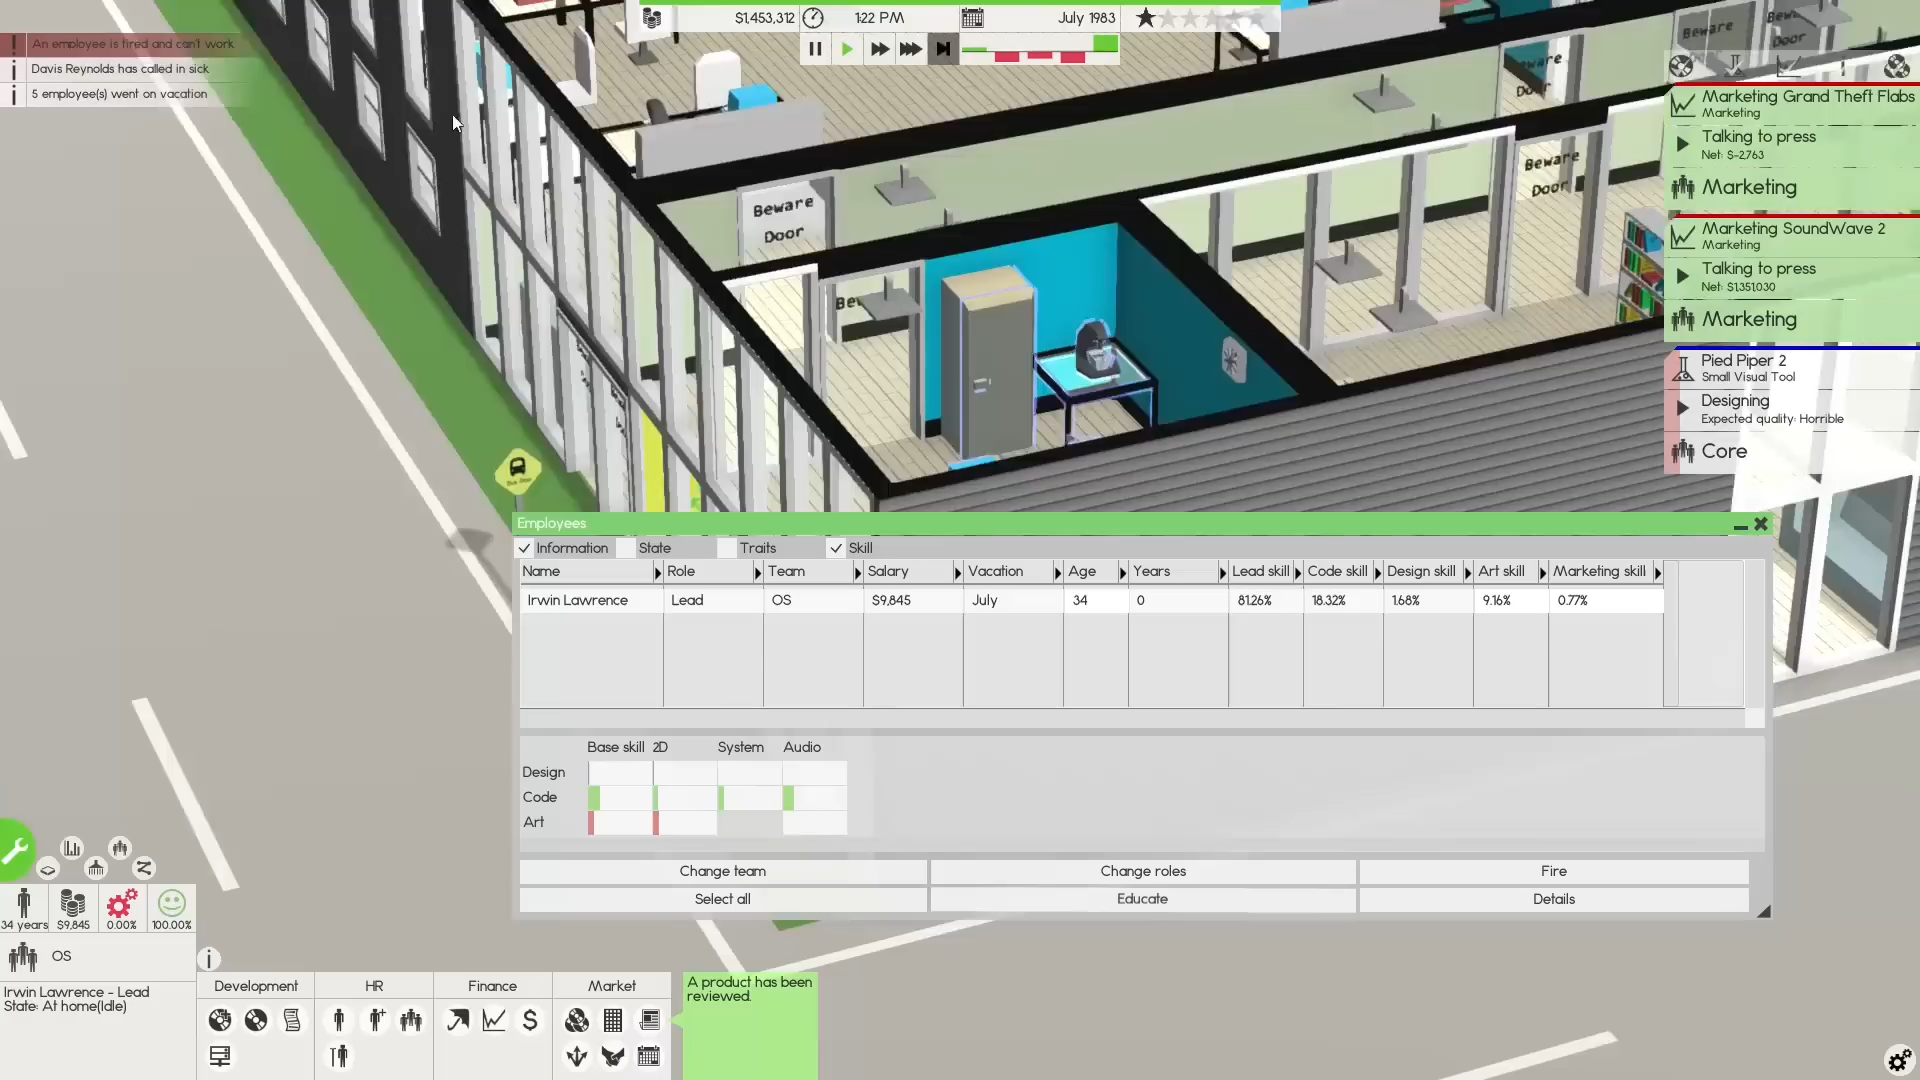 $1,453,312
1:22 PM
July 1983
An employee is tired and can't work
Davis Reynolds has called in sick
5 employee(s) went on vacation
Marketing Grand Theft Flabs
Marketing
Talking to press
Net: $-2,763
Marketing
Marketing SoundWave 2
Marketing
Talking to press
Net: $1,351,030
Marketing
Pied Piper 2
Small Visual Tool
Designing
Expected quality: Horrible
Core
Beware
Door
Beware
Door
Beware
Door
Employees
Information State Traits Skill
Name Role Team Salary Vacation Age Years Lead skill Code skill Design skill Art skill Marketing skill
Irwin Lawrence Lead OS $9,845 July 34 0 81.26% 18.32% 1.68% 9.16% 0.77%
Base skill 2D System Audio
Design
Code
Art
Change team Change roles Fire
Select all Educate Details
34 years $9,845 0.00% 100.00%
OS
Irwin Lawrence - Lead
State: At home(Idle)
Development HR Finance Market
A product has been
reviewed.